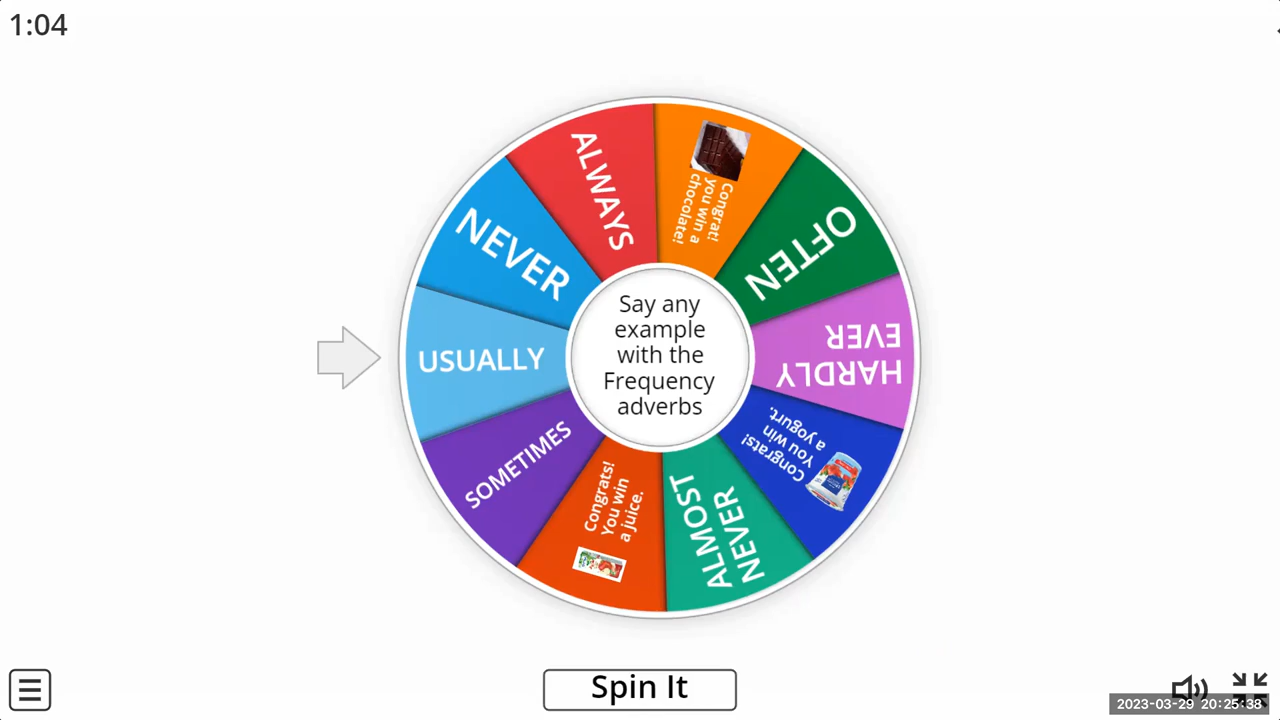 1:04
ALWAYS
Congrat!
you win a
chocolate!
OFTEN
HARDLY
EVER
Congrats!
You win
a yogurt.
ALMOST
NEVER
Congrats!
You win
a juice.
SOMETIMES
USUALLY
NEVER
Say any
example
with the
Frequency
adverbs
Spin It
2023-03-29 20:25:38